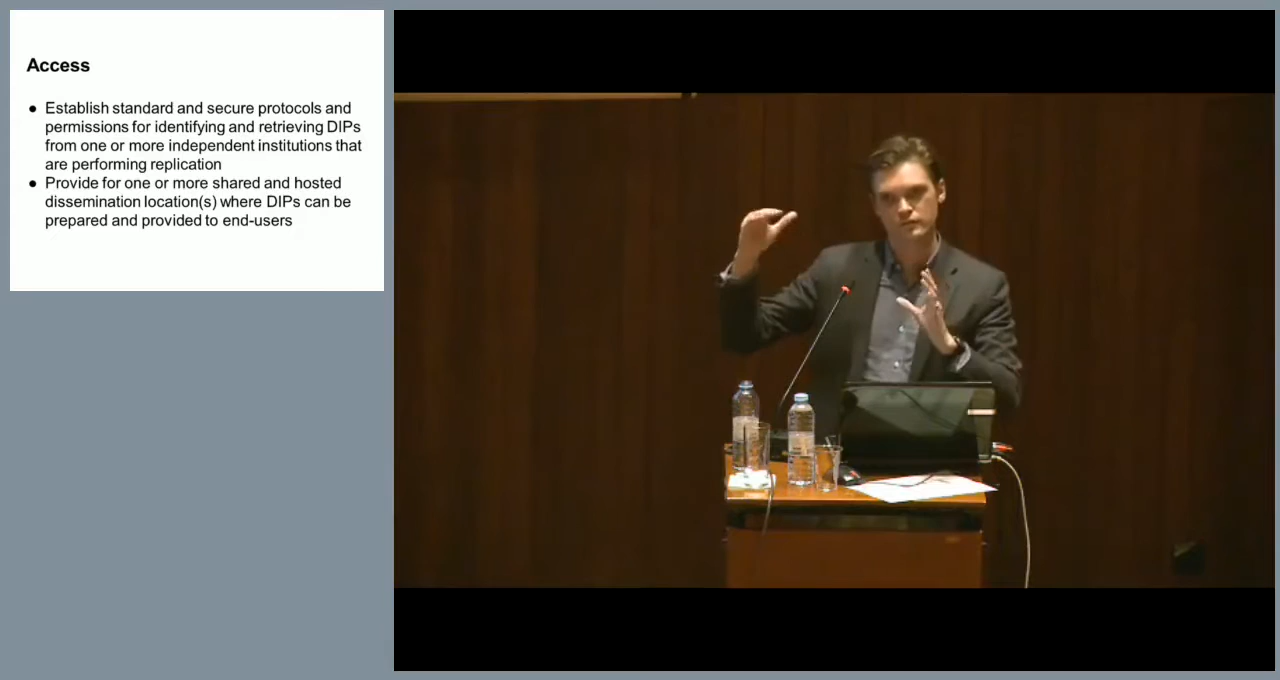 Access
● Establish standard and secure protocols and
permissions for identifying and retrieving DIPs
from one or more independent institutions that
are performing replication
● Provide for one or more shared and hosted
dissemination location(s) where DIPs can be
prepared and provided to end-users